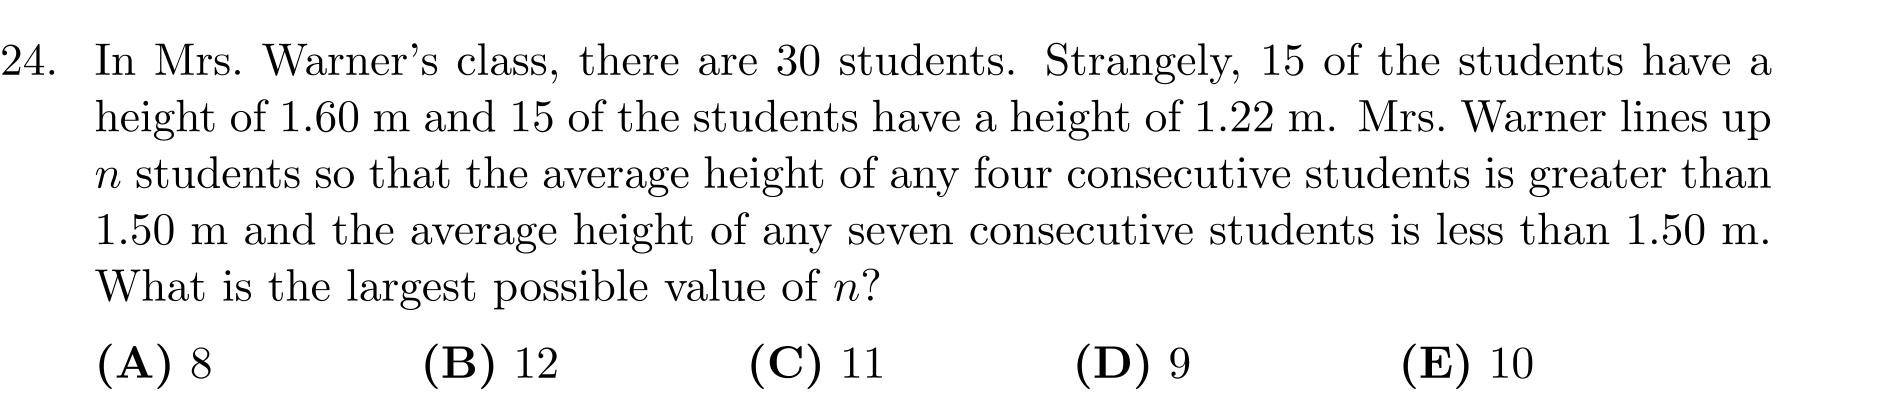 24. In Mrs. Warner's class, there are 30 students. Strangely, 15 of the students have a
height of 1.60 m and 15 of the students have a height of 1.22 m. Mrs. Warner lines up
n students so that the average height of any four consecutive students is greater than
1.50 m and the average height of any seven consecutive students is less than 1.50 m.
What is the largest possible value of n?
(A) 8 (B) 12 (C) 11 (D) 9 (E) 10